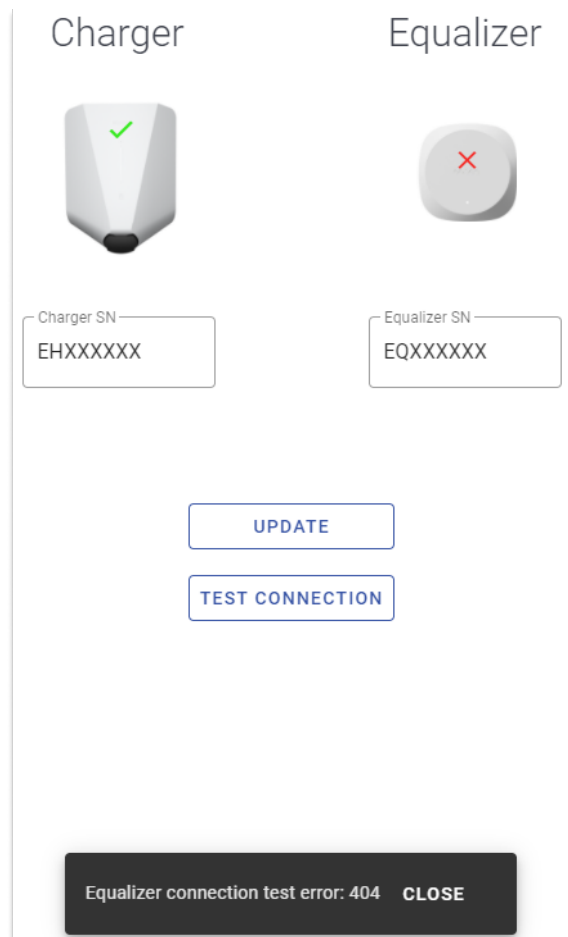 Charger
Equalizer
Charger SN
Equalizer SN
EHXXXXXX
EQXXXXXX
UPDATE
TEST CONNECTION
Equalizer connection test error: 404 CLOSE